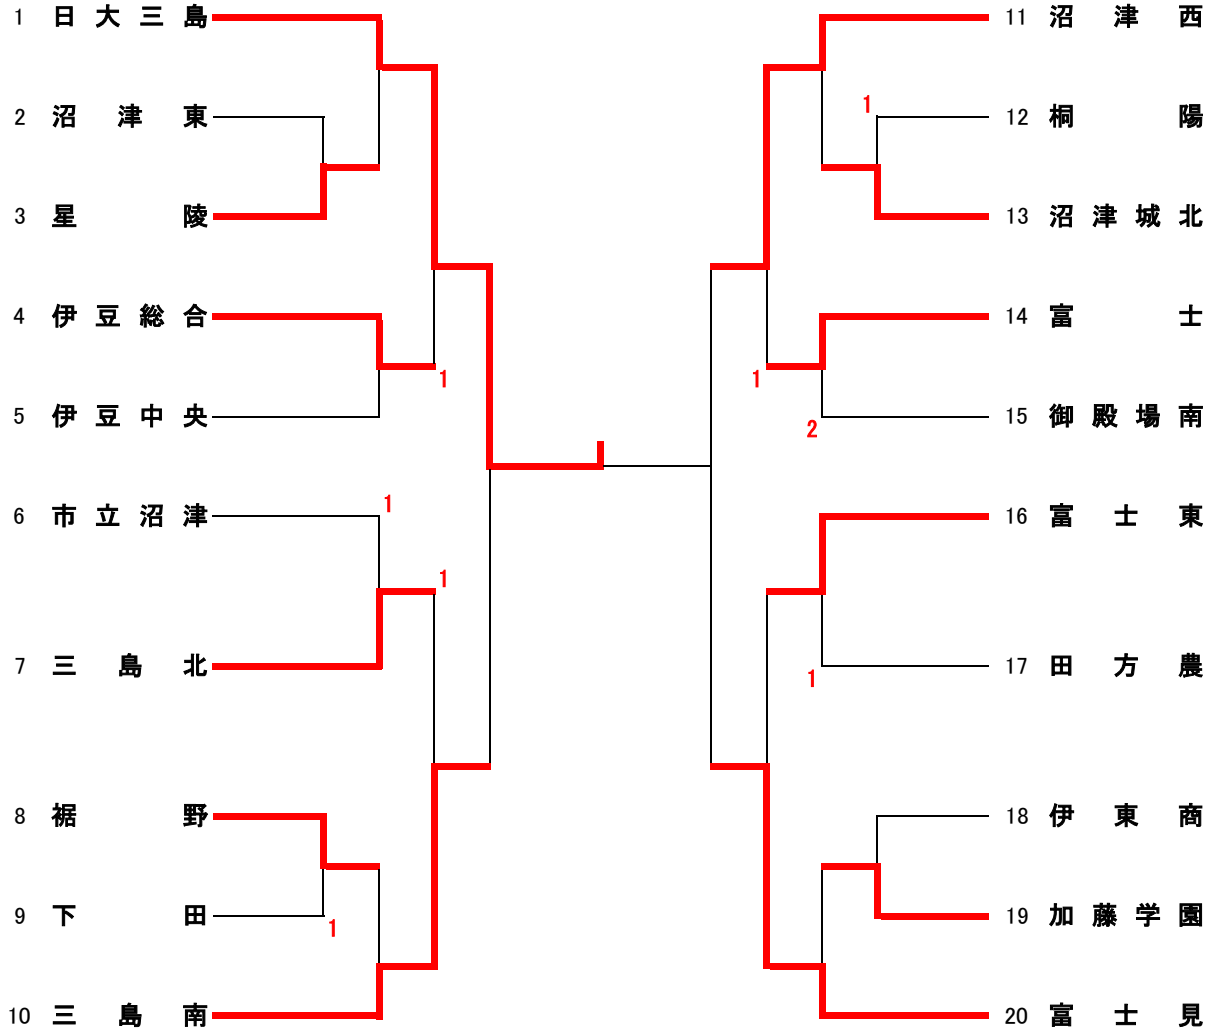 1 日大三島
2 沼津東
3 星陵
4 伊豆総合
1
5 伊豆中央
6 市立沼津
1
1
7 三島北
8 裾野
9 下田
1
10 三島南
11 沼津西
1
12 桐陽
13 沼津城北
14 富士
1
15 御殿場南
2
16 富士東
17 田方農
1
18 伊東商
19 加藤学園
20 富士見